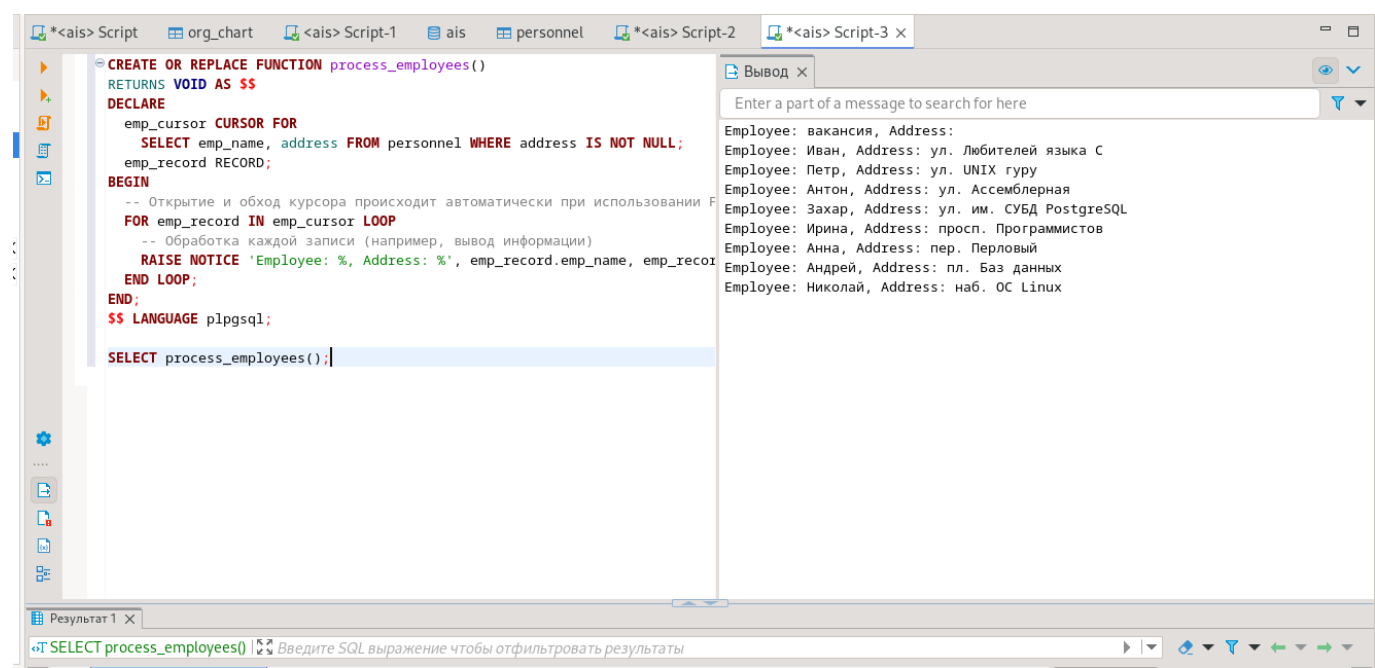 *<ais> Script
org_chart
<ais> Script-1
ais
personnel
*<ais> Script-2
*<ais> Script-3
CREATE OR REPLACE FUNCTION process_employees()
RETURNS VOID AS $$
DECLARE
emp_cursor CURSOR FOR
SELECT emp_name, address FROM personnel WHERE address IS NOT NULL;
emp_record RECORD;
BEGIN
-- Открытие и обход курсора происходит автоматически при использовании F
FOR emp_record IN emp_cursor LOOP
-- Обработка каждой записи (например, вывод информации)
RAISE NOTICE 'Employee: %, Address: %', emp_record.emp_name, emp_recor
END LOOP;
END;
$$ LANGUAGE plpgsql;
SELECT process_employees();
Вывод
Enter a part of a message to search for here
Employee: вакансия, Address:
Employee: Иван, Address: ул. Любителей языка C
Employee: Петр, Address: ул. UNIX гуру
Employee: Антон, Address: ул. Ассемблерная
Employee: Захар, Address: ул. им. СУБД PostgreSQL
Employee: Ирина, Address: просп. Программистов
Employee: Анна, Address: пер. Перловый
Employee: Андрей, Address: пл. Баз данных
Employee: Николай, Address: наб. ОС Linux
Результат 1
SELECT process_employees()
Введите SQL выражение чтобы отфильтровать результаты